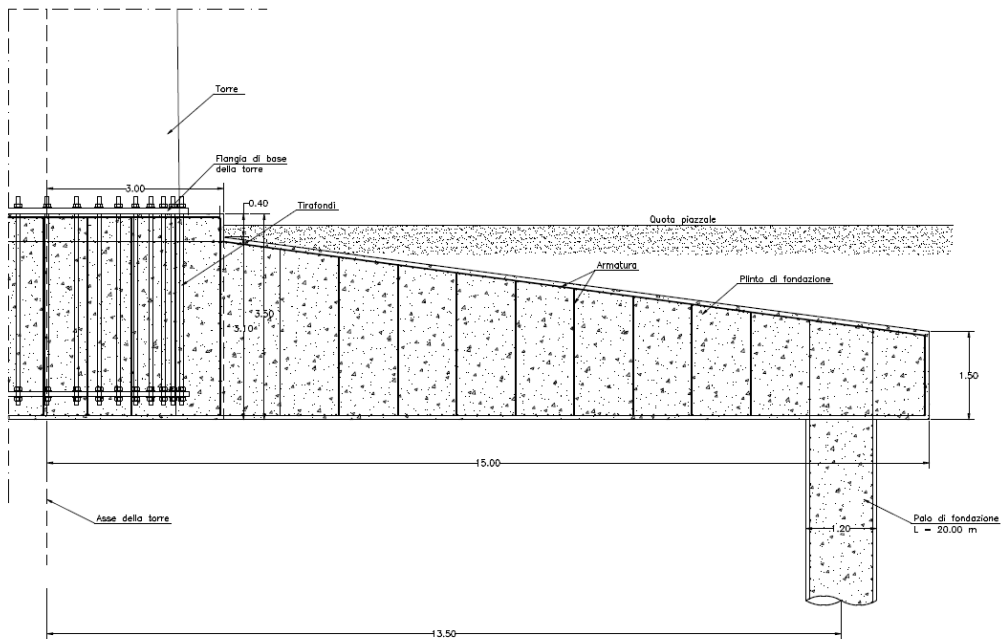 Torre
Flangia di base
della torre
3.00
0.40
Tirafondi
Quota piazzale
Armatura
Plinto di fondazione
3.50
3.10
1.50
15.00
Asse della torre
1.20
Palo di fondazione
L = 20.00 m
13.50